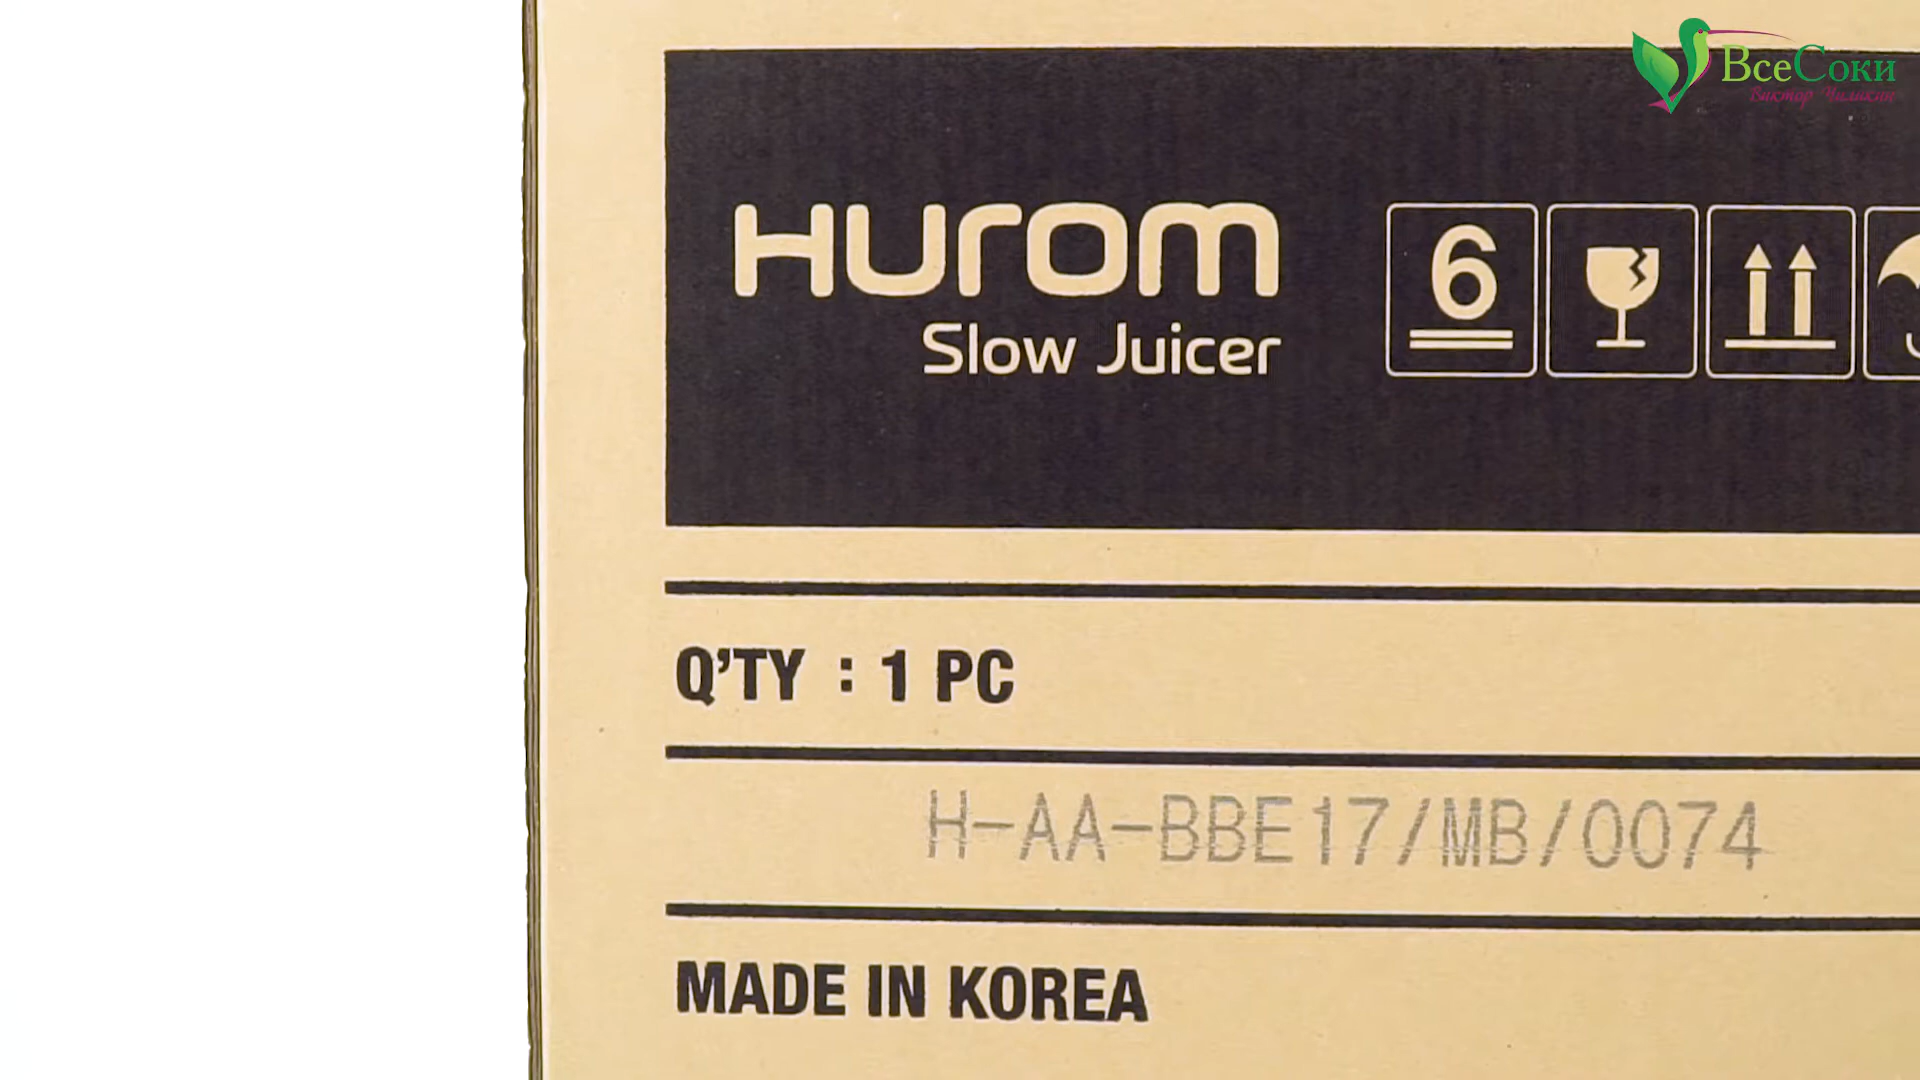 ВсеСоки
Виктор Чиликин
HUROM
Slow Juicer
6
Q'TY : 1 PC
H-AA-BBE17/MB/0074
MADE IN KOREA